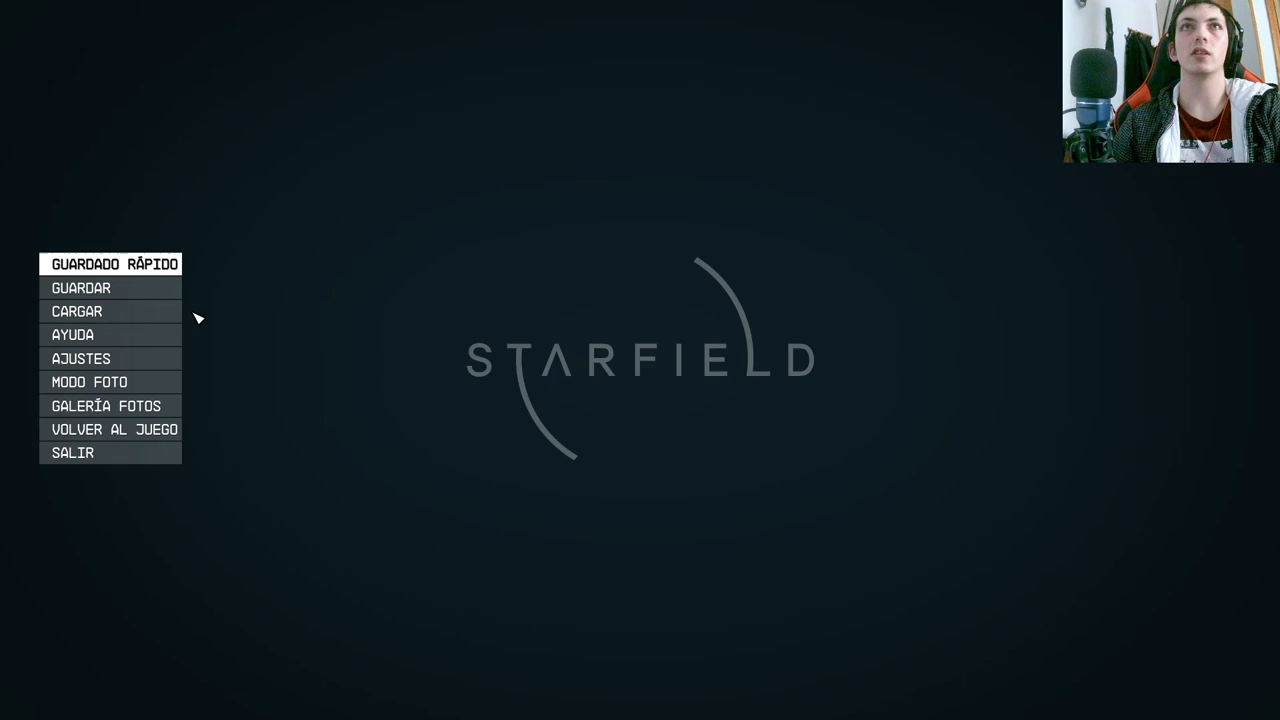 GUARDADO RÁPIDO
GUARDAR
CARGAR
AYUDA
AJUSTES
MODO FOTO
GALERÍA FOTOS
VOLVER AL JUEGO
SALIR
STARFIELD